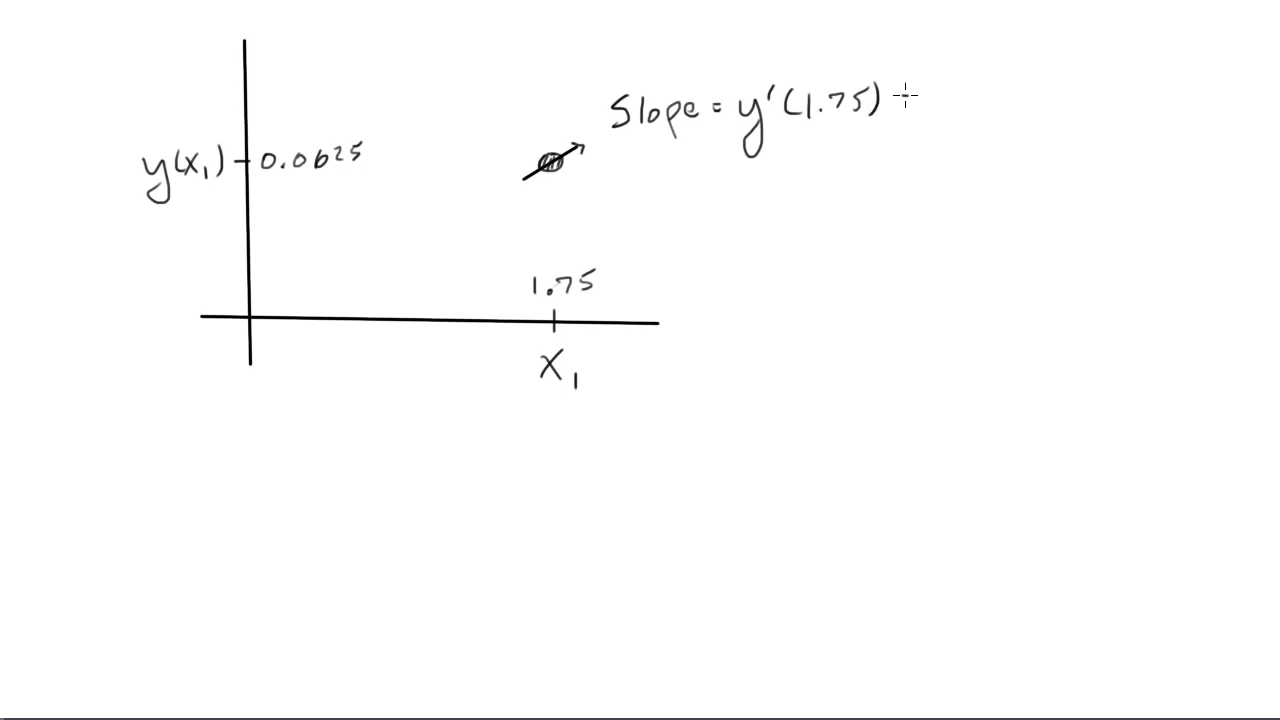 Slope = y'(1.75)
y(x₁) 0.0625
1.75
x₁